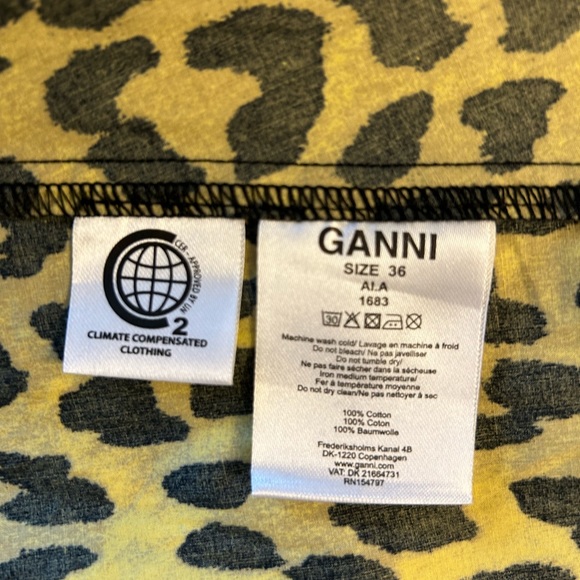 CER - APPROVED BY UN
2
CLIMATE COMPENSATED
CLOTHING
GANNI
SIZE 36
A.I.A
1683
30
Machine wash cold/ Lavage en machine à froid
Do not bleach/ Ne pas javelliser
Do not tumble dry/
Ne pas faire sécher dans la sécheuse
Iron medium temperature/
Fer à température moyenne
Do not dry clean/Ne pas nettoyer à sec
100% Cotton
100% Coton
100% Baumwolle
Frederiksholms Kanal 4B
DK-1220 Copenhagen
www.ganni.com
VAT: DK 21664731
RN154797